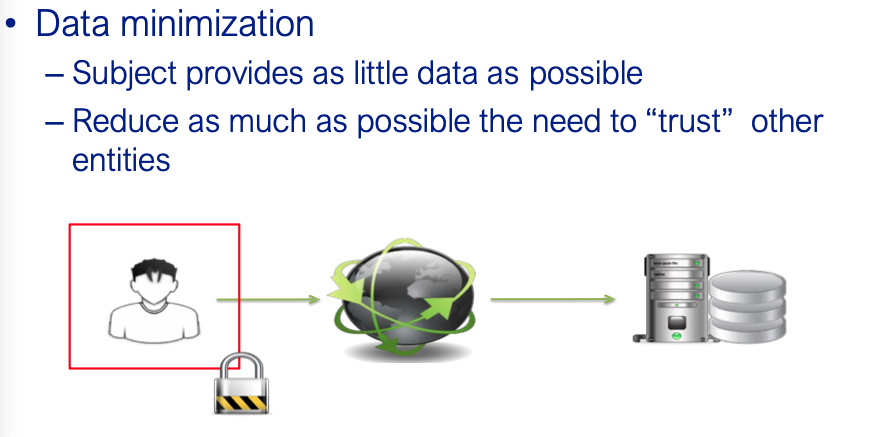 • Data minimization
– Subject provides as little data as possible
– Reduce as much as possible the need to “trust” other
entities